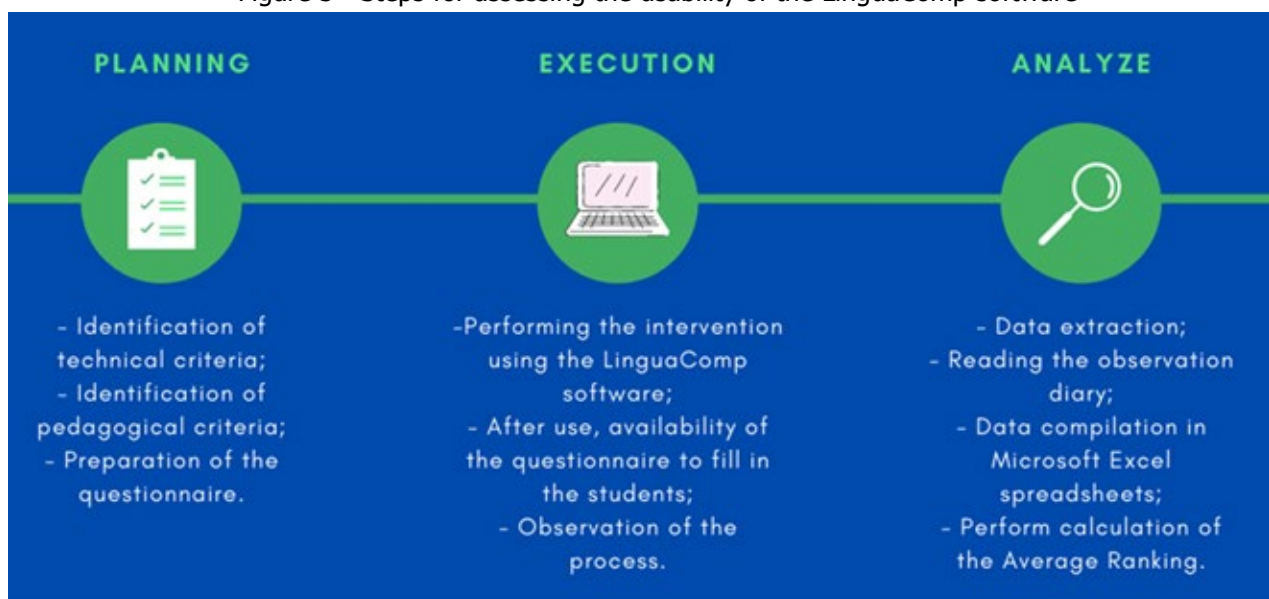 Figure 3 - Steps for assessing the usability of the LinguaComp software
PLANNING
- Identification of
technical criteria;
- Identification of
pedagogical criteria;
- Preparation of the
questionnaire.
EXECUTION
-Performing the intervention
using the LinguaComp
software;
- After use, availability of
the questionnaire to fill in
the students;
- Observation of the
process.
ANALYZE
- Data extraction;
- Reading the observation
diary;
- Data compilation in
Microsoft Excel
spreadsheets;
- Perform calculation of
the Average Ranking.